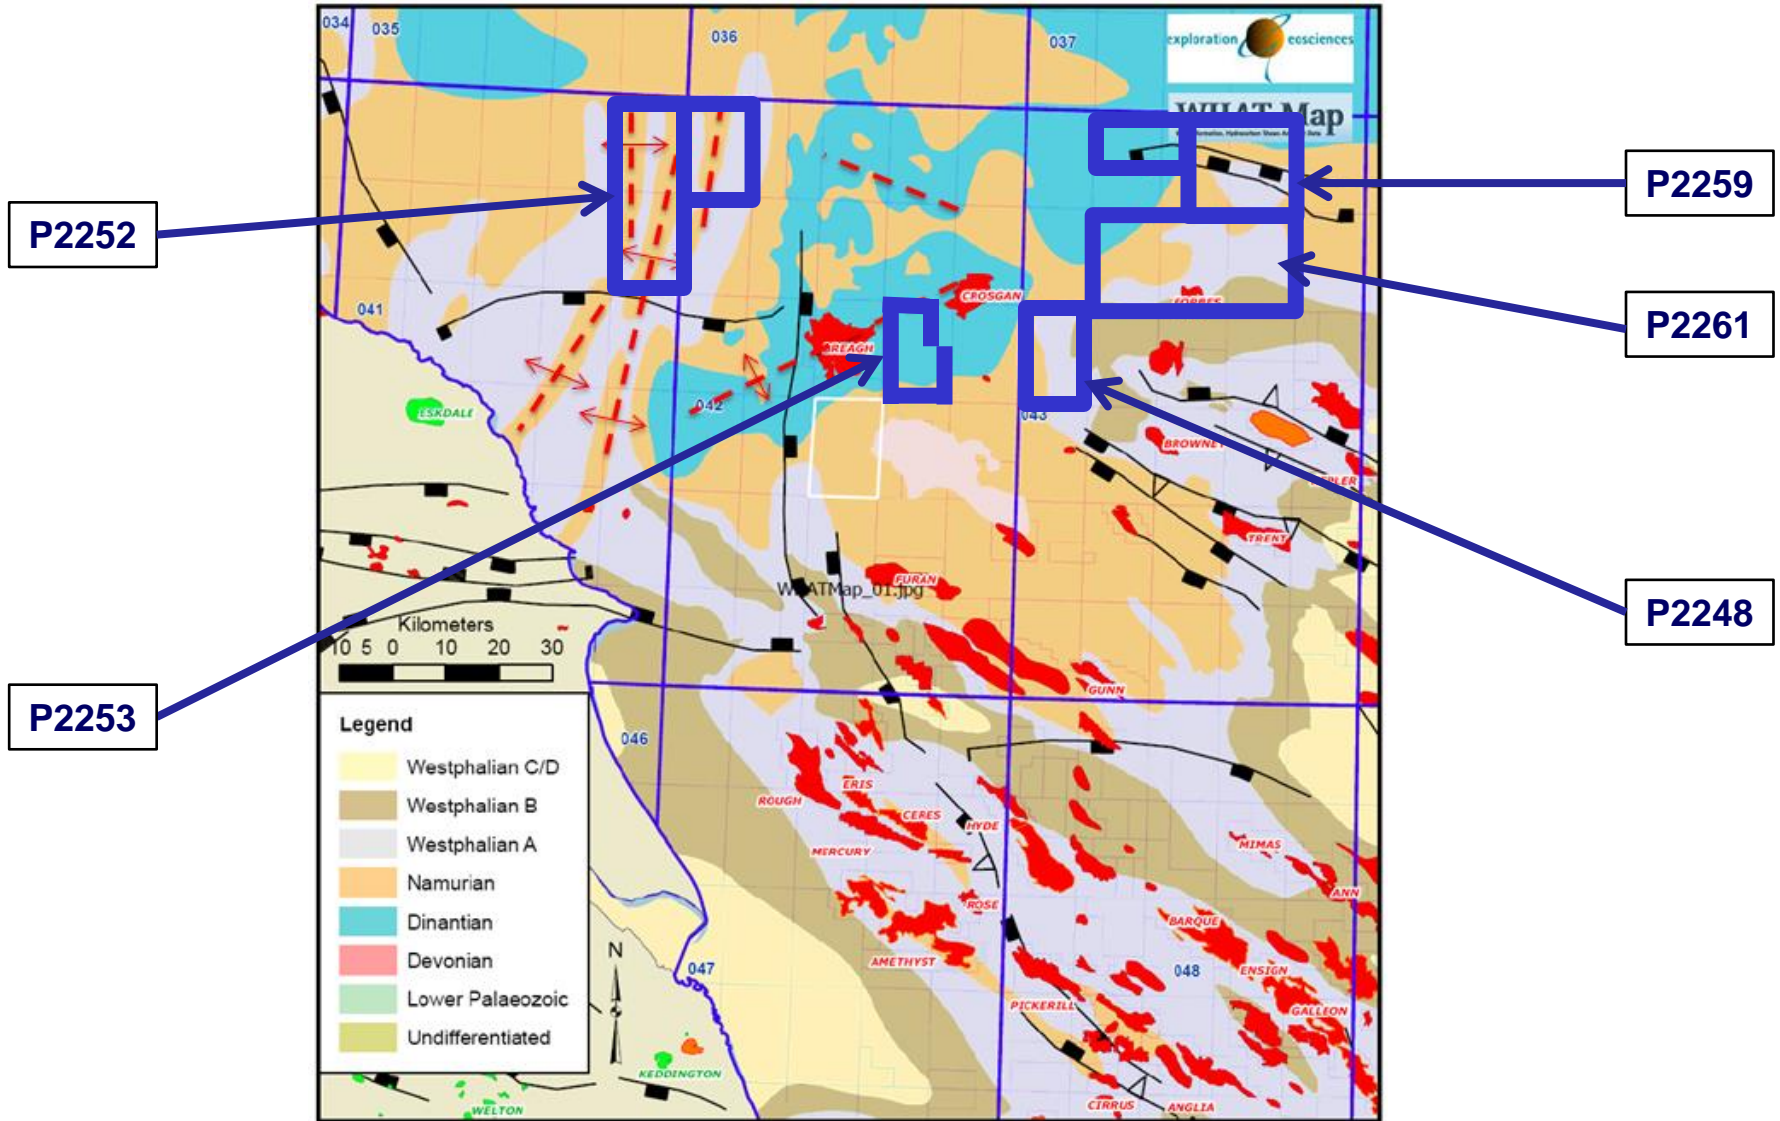 034
035
036
037
exploration
eosciences
WHAT Map
P2259
P2252
P2261
CROSGAN
FORBES
041
BREAGH
ESKDALE
042
043
BROWNEY
KEPLER
TRENT
P2248
FURAN
WHATMap_01.jpg
Kilometers
10 5 0 10 20 30
P2253
GUNN
Legend
Westphalian C/D
Westphalian B
Westphalian A
Namurian
Dinantian
Devonian
Lower Palaeozoic
Undifferentiated
046
ROUGH
ERIS
CERES
HYDE
MERCURY
MIMAS
ROSE
ANN
BARQUE
N
047
AMETHYST
048
ENSIGN
PICKERILL
GALLEON
KEDDINGTON
WELTON
CIRRUS
ANGLIA